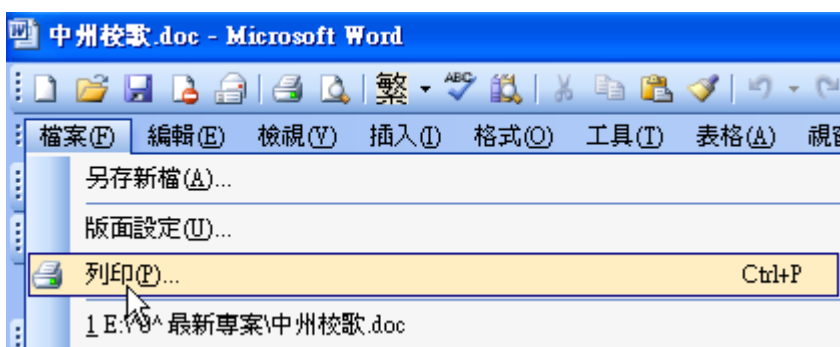 中州校歌.doc - Microsoft Word
繁 ABC
檔案(F) 編輯(E) 檢視(V) 插入(I) 格式(O) 工具(T) 表格(A)
另存新檔(A)...
版面設定(U)...
列印(P)... Ctrl+P
1 E:\^0^ 最新專案\中州校歌.doc